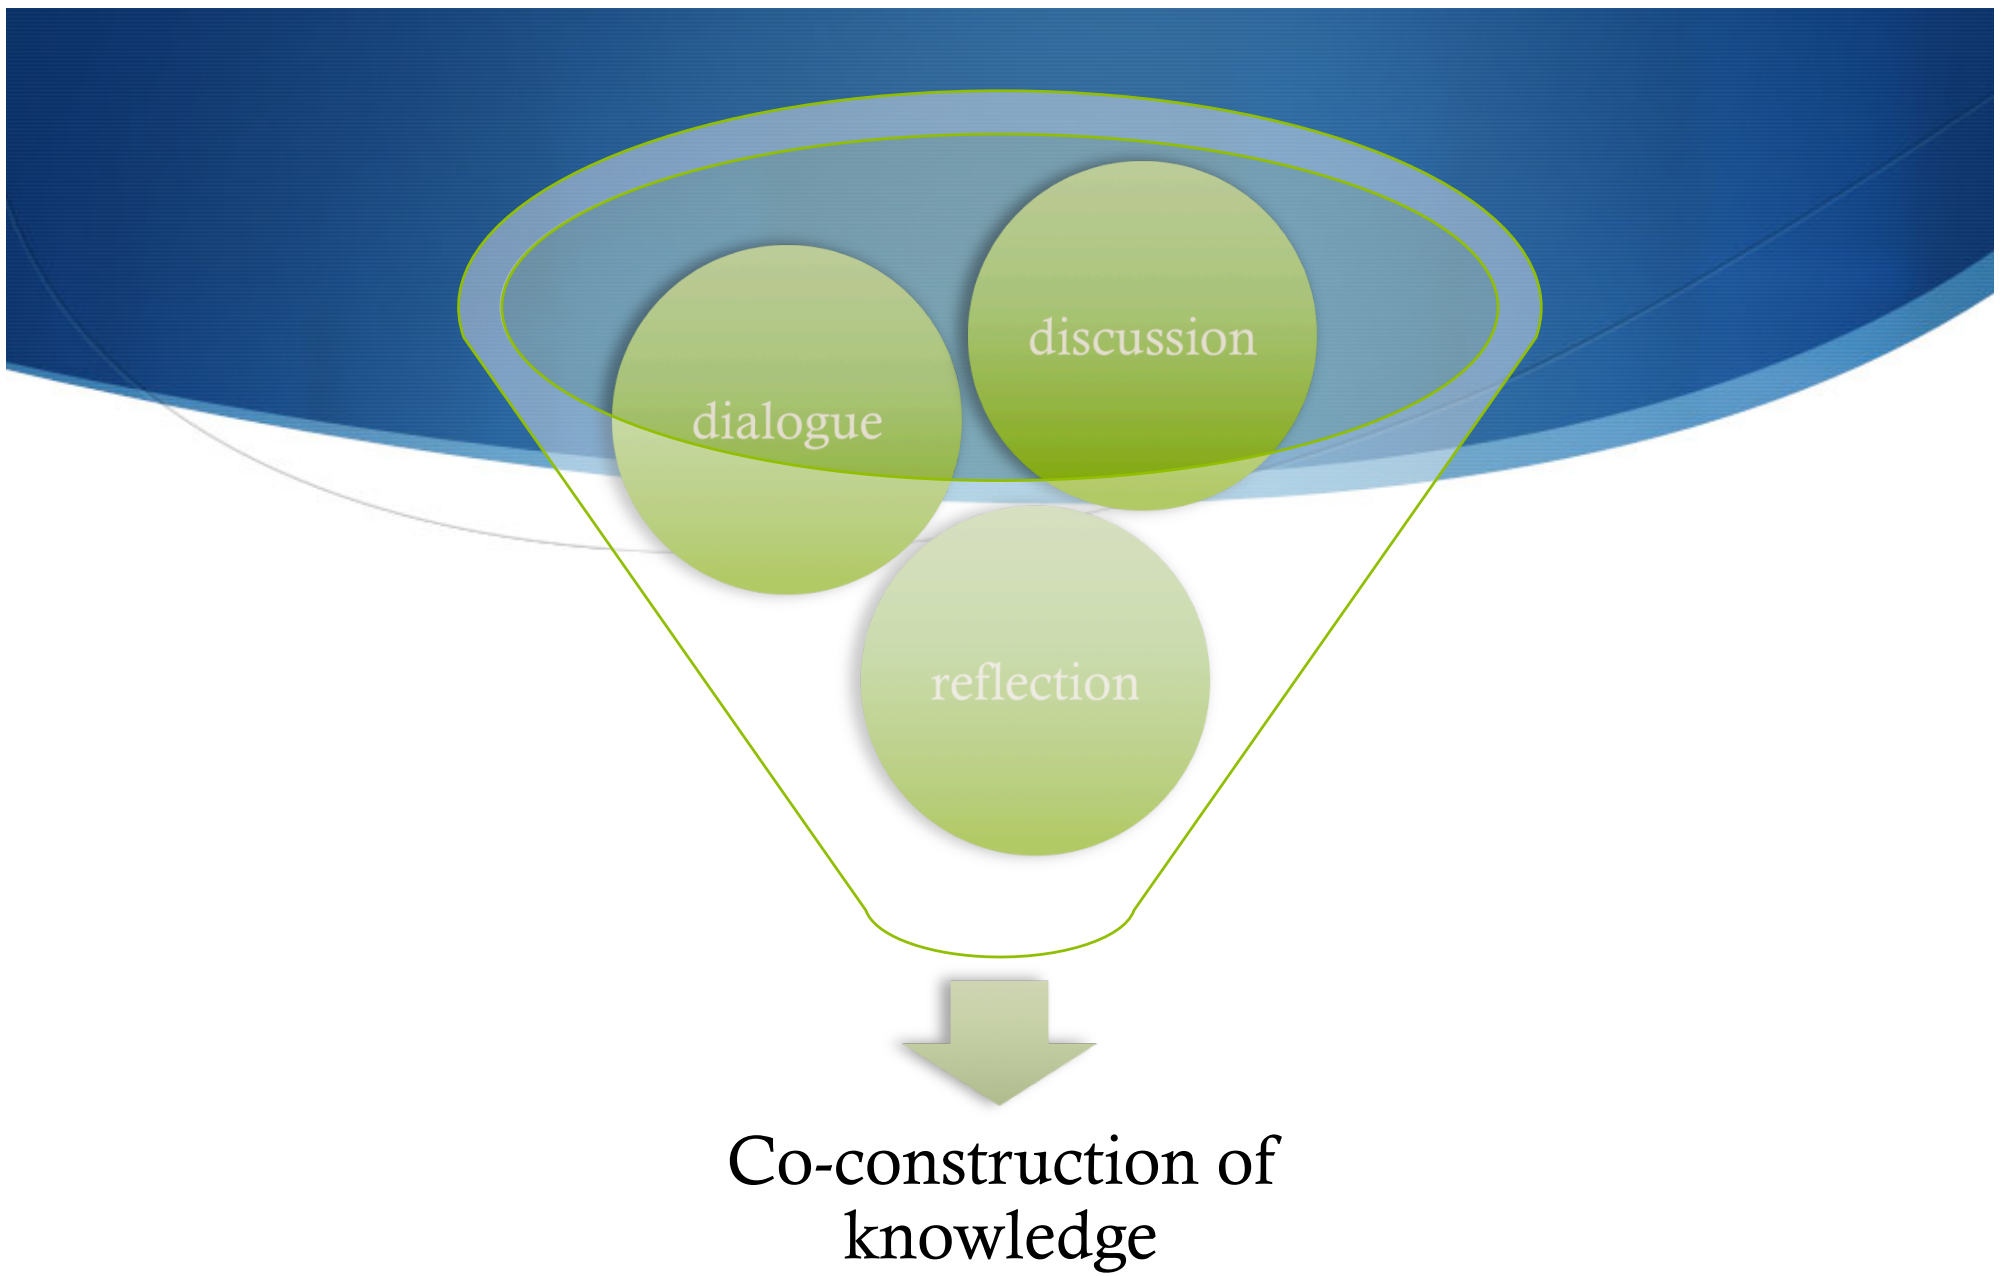 discussion
dialogue
reflection
Co-construction of
knowledge